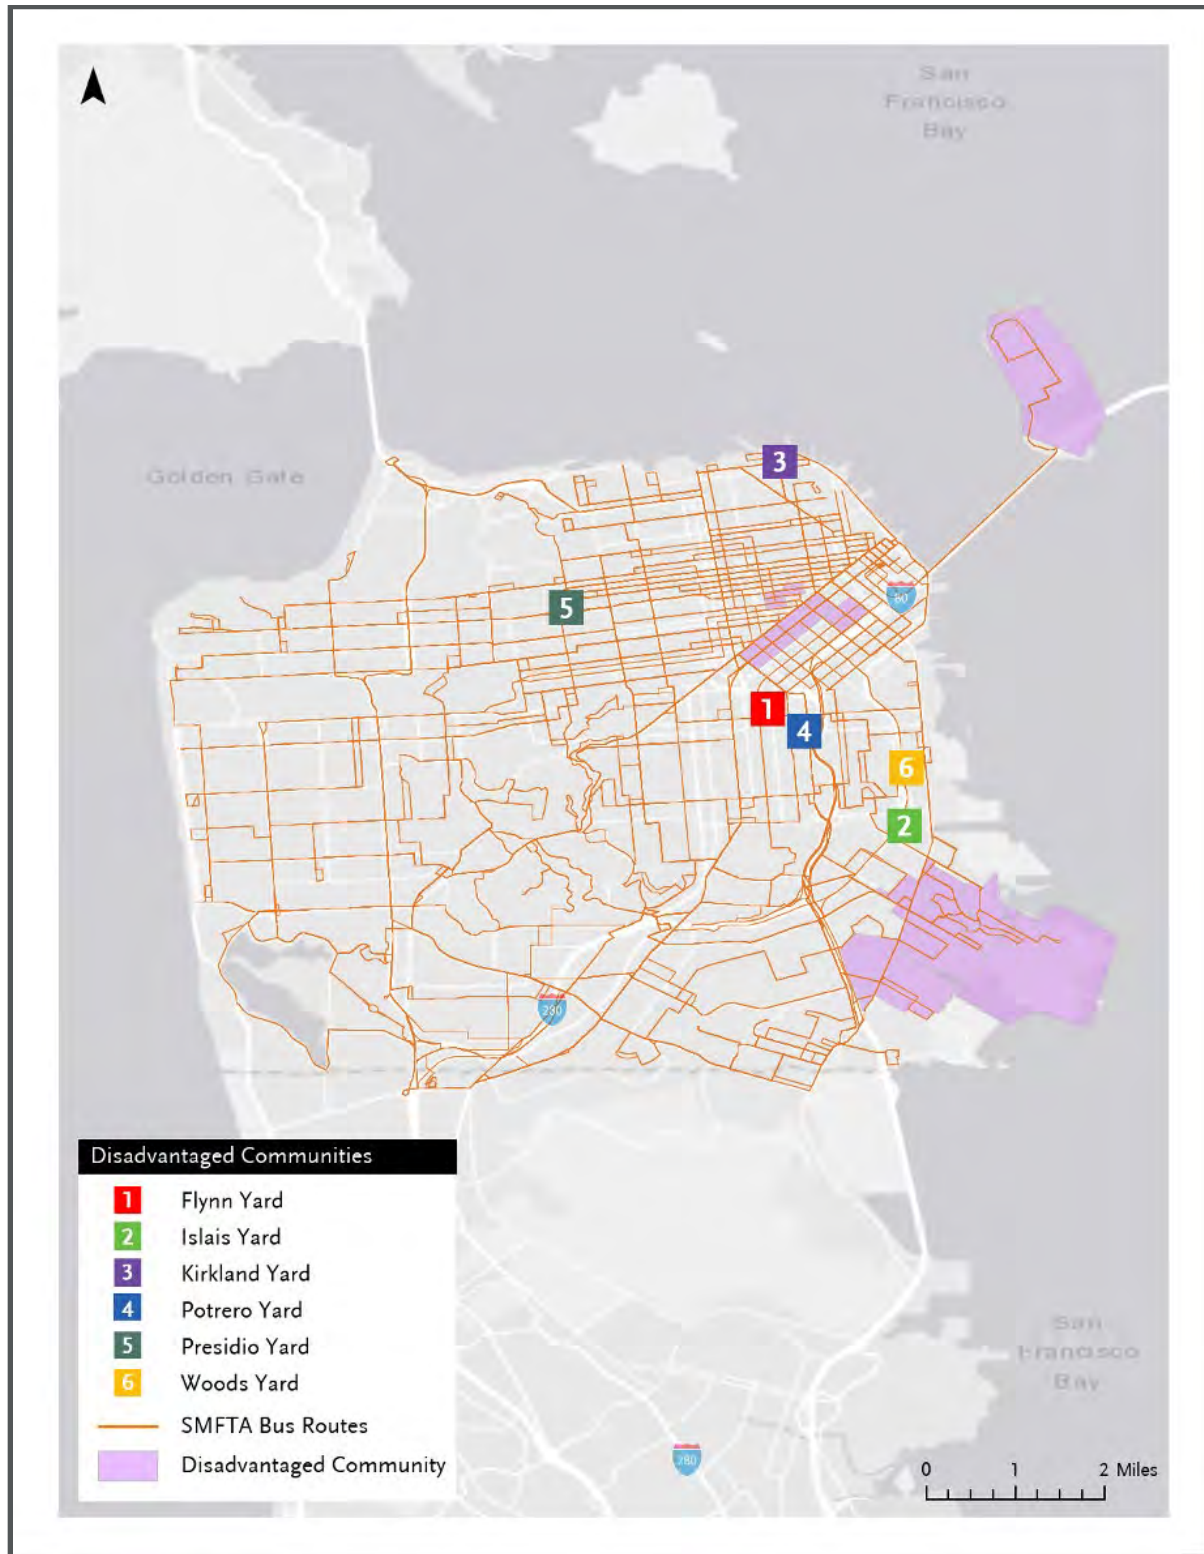 San
Francisco
Bay
Golden Gate
3
5
80
1
4
6
2
280
Disadvantaged Communities
1 Flynn Yard
2 Islais Yard
3 Kirkland Yard
4 Potrero Yard
5 Presidio Yard
6 Woods Yard
SMFTA Bus Routes
Disadvantaged Community
San
Francisco
Bay
280
0 1 2 Miles